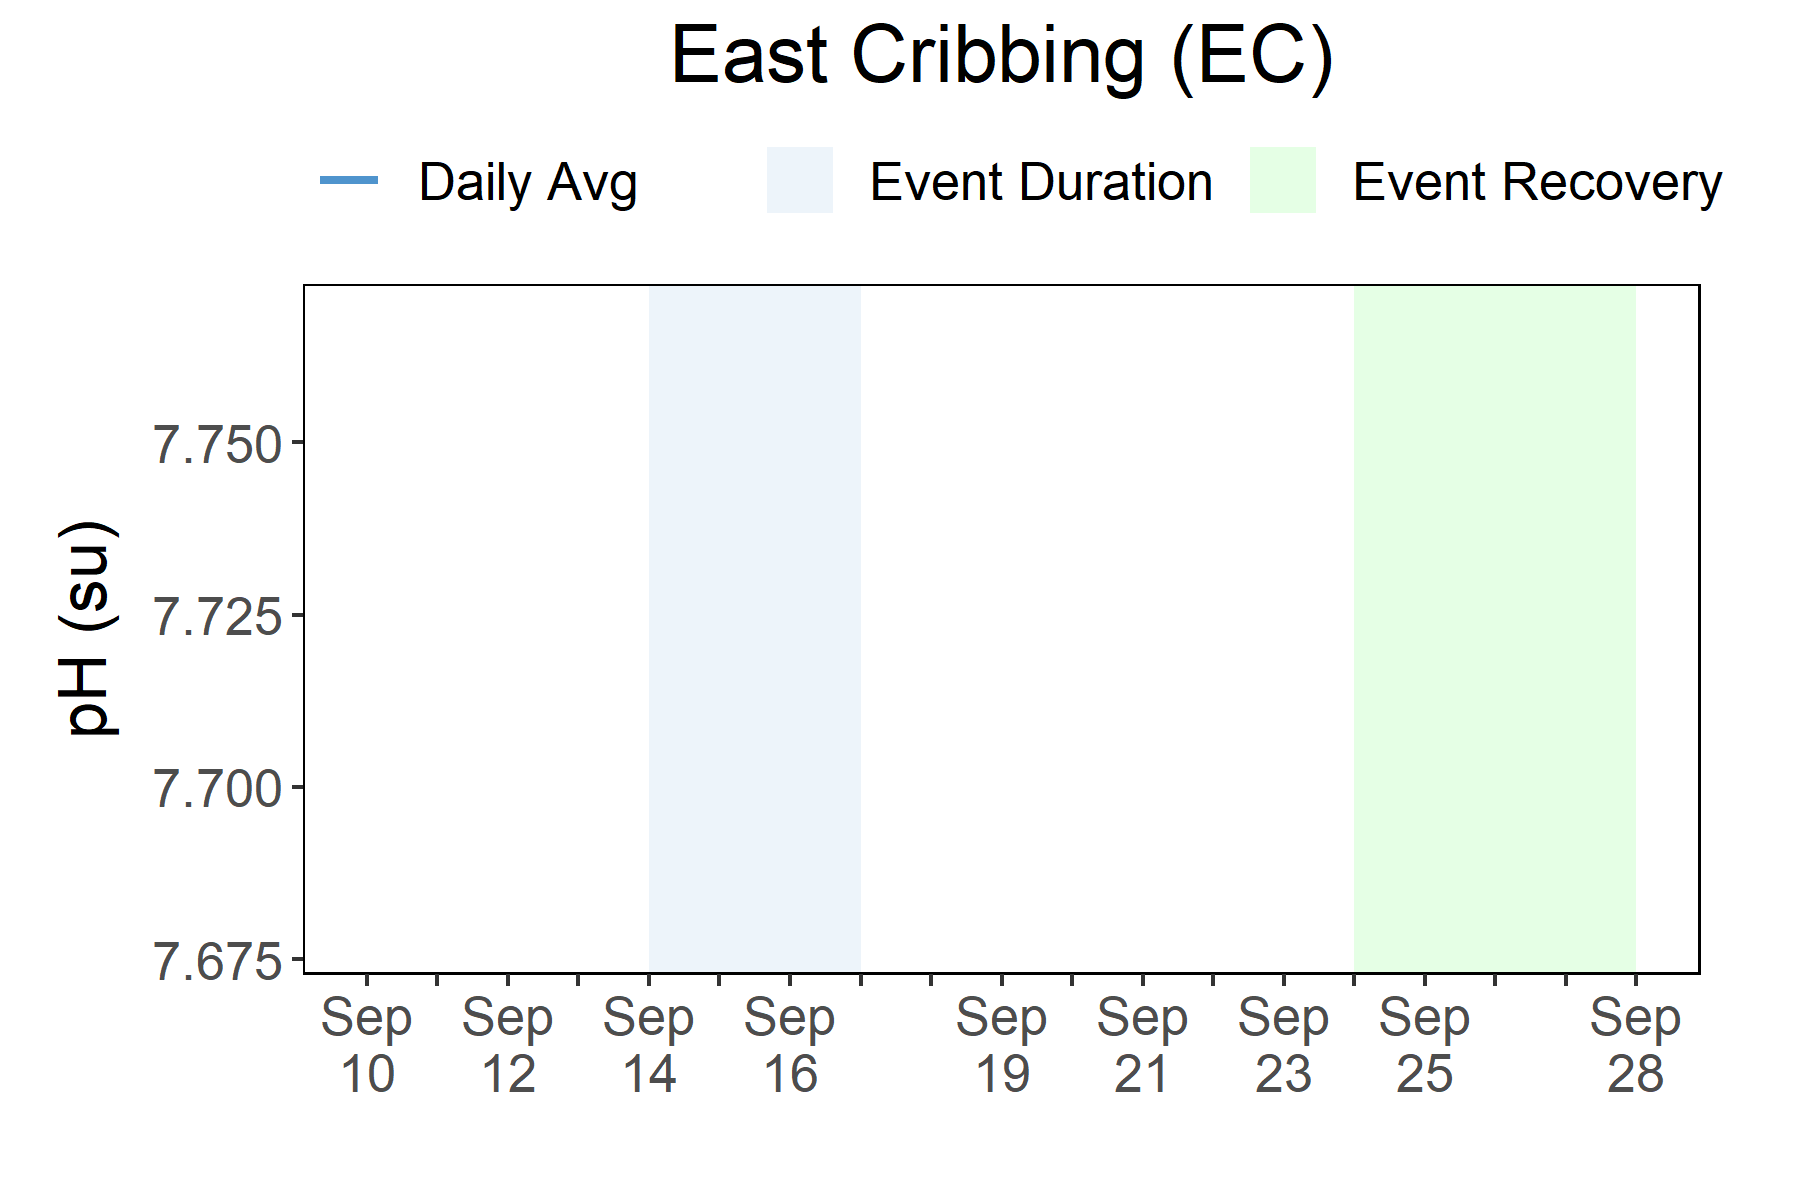 East Cribbing (EC)
Daily Avg Event Duration Event Recovery
pH (su)
7.750
7.725
7.700
7.675
Sep Sep Sep Sep Sep Sep Sep Sep Sep
10 12 14 16 19 21 23 25 28